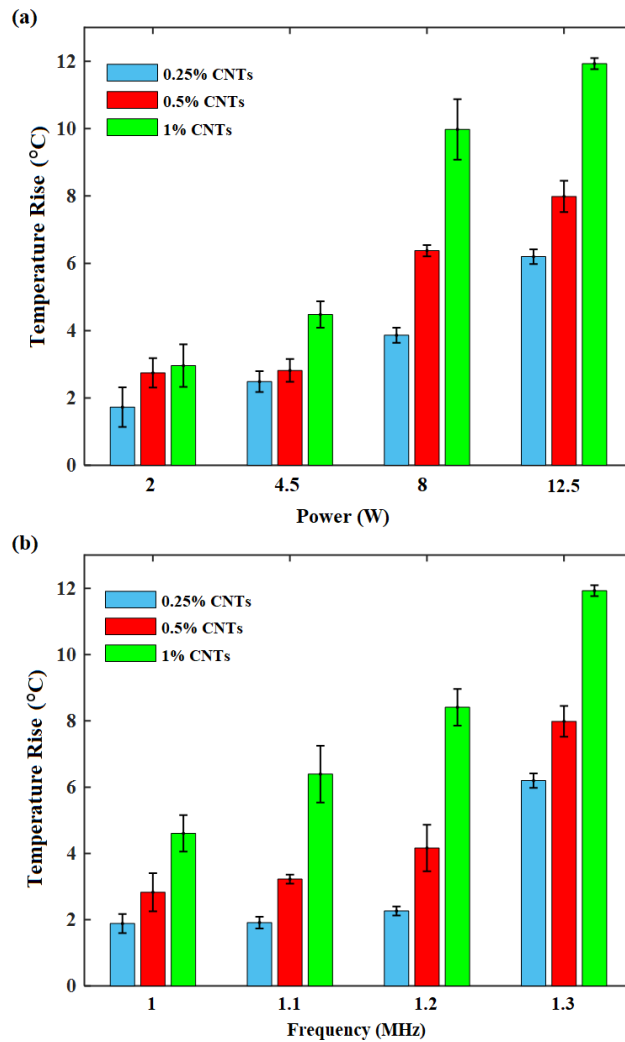 (a)
12
10
8
6
4
2
0
Temperature Rise (°C)
0.25% CNTs
0.5% CNTs
1% CNTs
2 4.5 8 12.5
Power (W)
(b)
12
10
8
6
4
2
0
Temperature Rise (°C)
0.25% CNTs
0.5% CNTs
1% CNTs
1 1.1 1.2 1.3
Frequency (MHz)